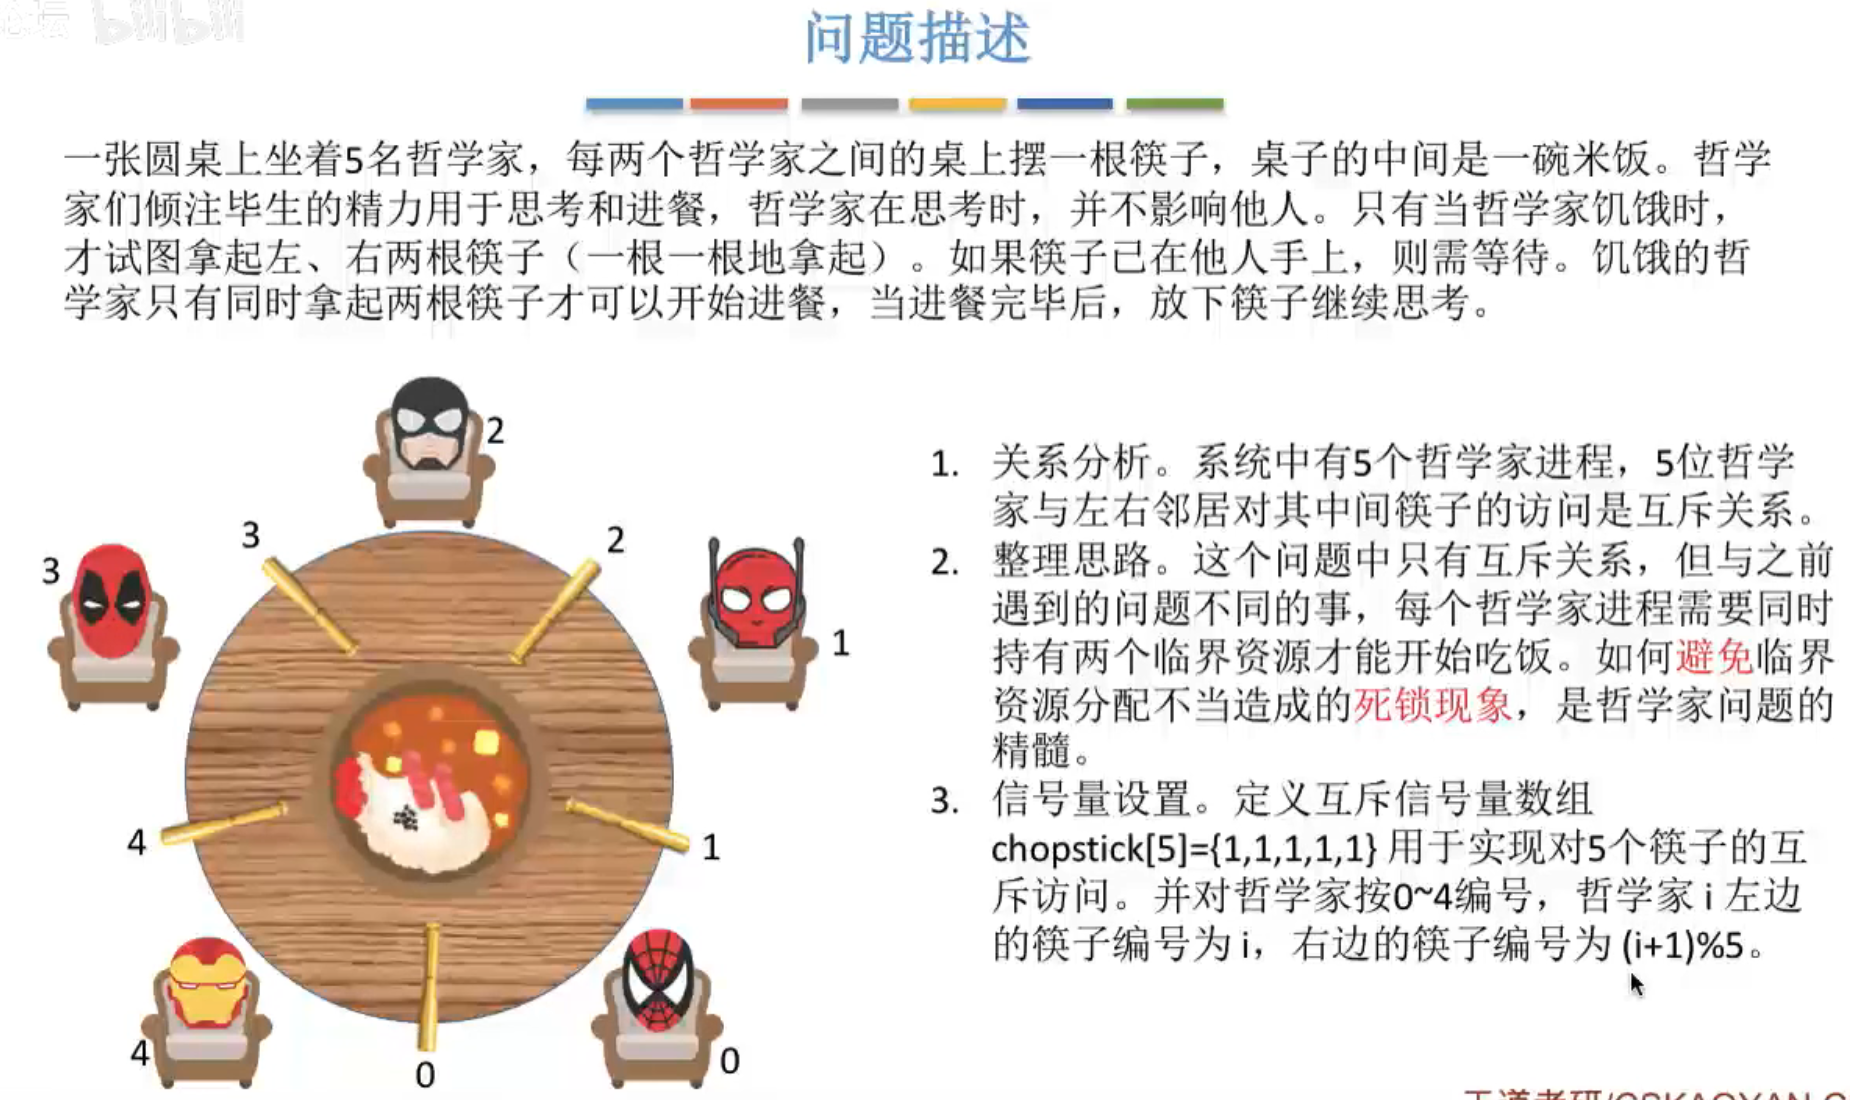 bilibili
问题描述
一张圆桌上坐着5名哲学家，每两个哲学家之间的桌上摆一根筷子，桌子的中间是一碗米饭。哲学
家们倾注毕生的精力用于思考和进餐，哲学家在思考时，并不影响他人。只有当哲学家饥饿时，
才试图拿起左、右两根筷子（一根一根地拿起）。如果筷子已在他人手上，则需等待。饥饿的哲
学家只有同时拿起两根筷子才可以开始进餐，当进餐完毕后，放下筷子继续思考。
2
3
2
3
1
4
1
4
0
0
1. 关系分析。系统中有5个哲学家进程，5位哲学
家与左右邻居对其中间筷子的访问是互斥关系。
2. 整理思路。这个问题中只有互斥关系，但与之前
遇到的问题不同的事，每个哲学家进程需要同时
持有两个临界资源才能开始吃饭。如何避免临界
资源分配不当造成的死锁现象，是哲学家问题的
精髓。
3. 信号量设置。定义互斥信号量数组
chopstick[5]={1,1,1,1,1} 用于实现对5个筷子的互
斥访问。并对哲学家按0~4编号，哲学家 i 左边
的筷子编号为 i，右边的筷子编号为 (i+1)%5。